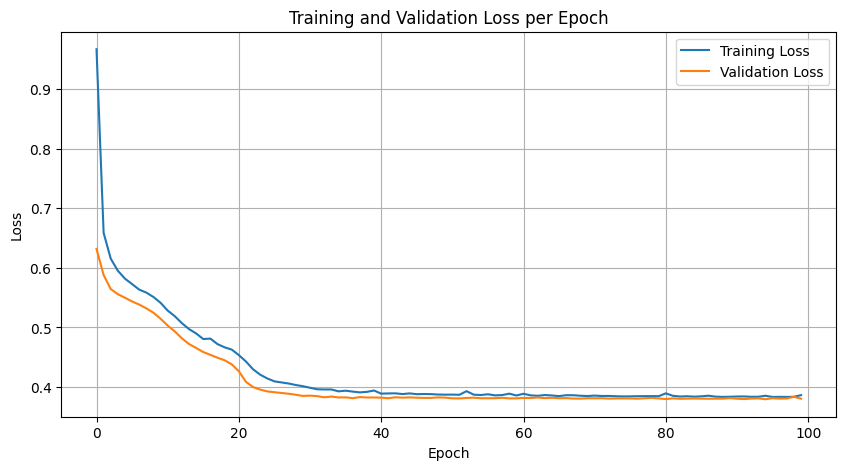 Training and Validation Loss per Epoch
Training Loss
Validation Loss
Loss
0.9
0.8
0.7
0.6
0.5
0.4
0
20
40
60
80
100
Epoch